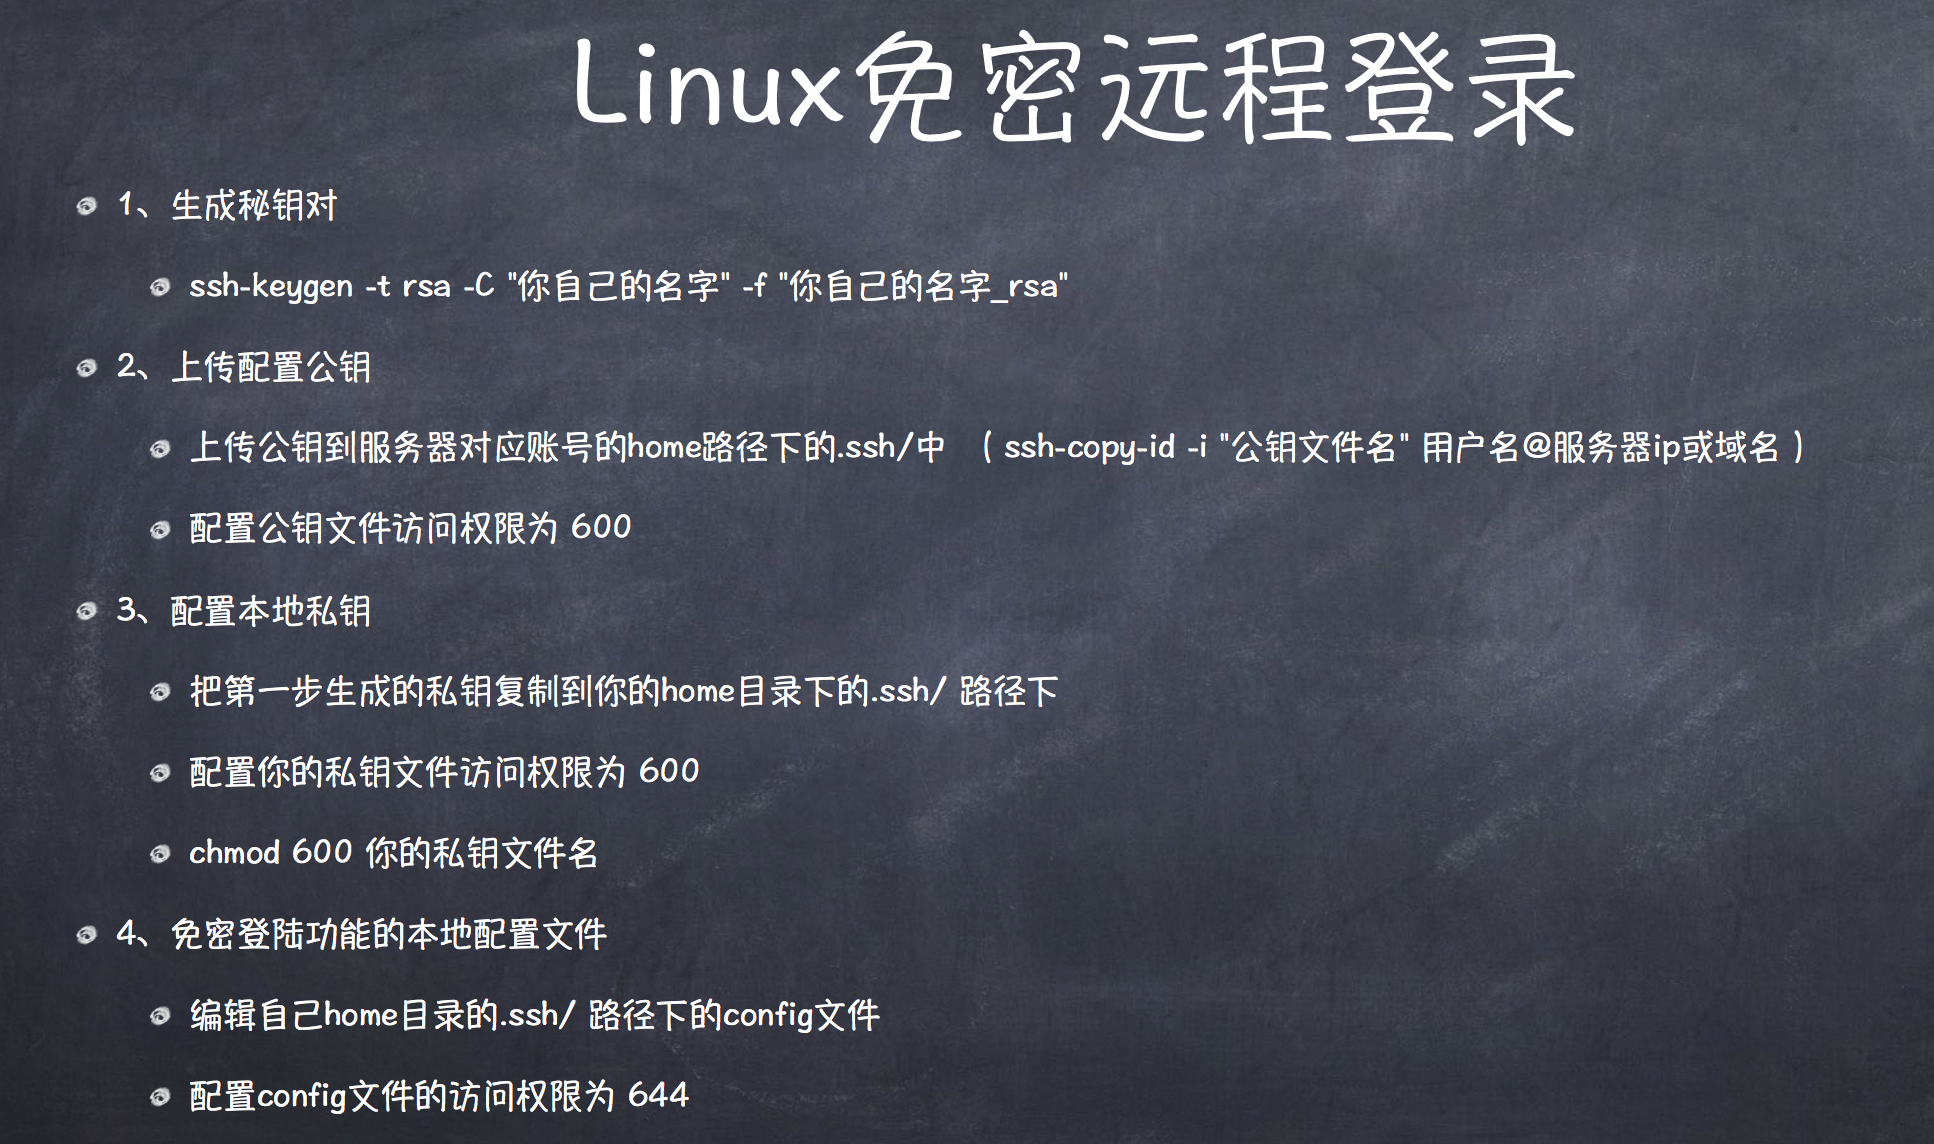 Linux免密远程登录
1、生成秘钥对
ssh-keygen -t rsa -C "你自己的名字" -f "你自己的名字_rsa"
2、上传配置公钥
上传公钥到服务器对应账号的home路径下的.ssh/中 （ssh-copy-id -i "公钥文件名" 用户名@服务器ip或域名）
配置公钥文件访问权限为 600
3、配置本地私钥
把第一步生成的私钥复制到你的home目录下的.ssh/ 路径下
配置你的私钥文件访问权限为 600
chmod 600 你的私钥文件名
4、免密登陆功能的本地配置文件
编辑自己home目录的.ssh/ 路径下的config文件
配置config文件的访问权限为 644